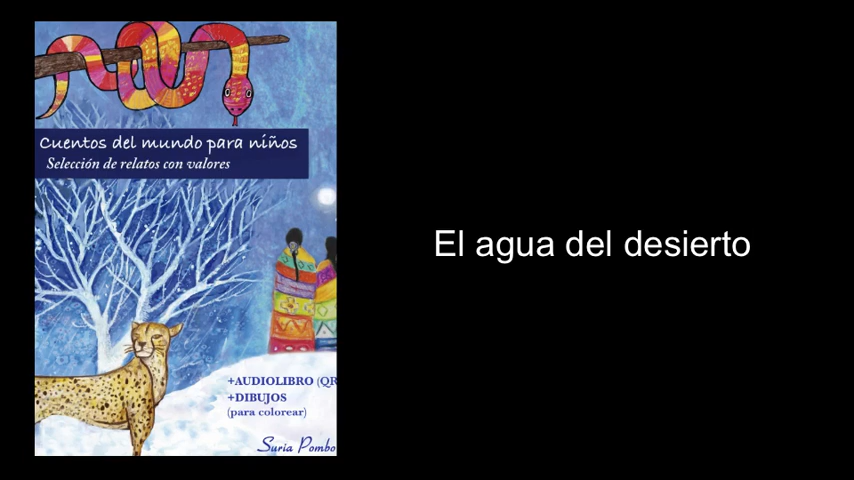 Cuentos del mundo para niños
Selección de relatos con valores
El agua del desierto
+AUDIOLIBRO (QR
+DIBUJOS
(para colorear)
Suria Pombo